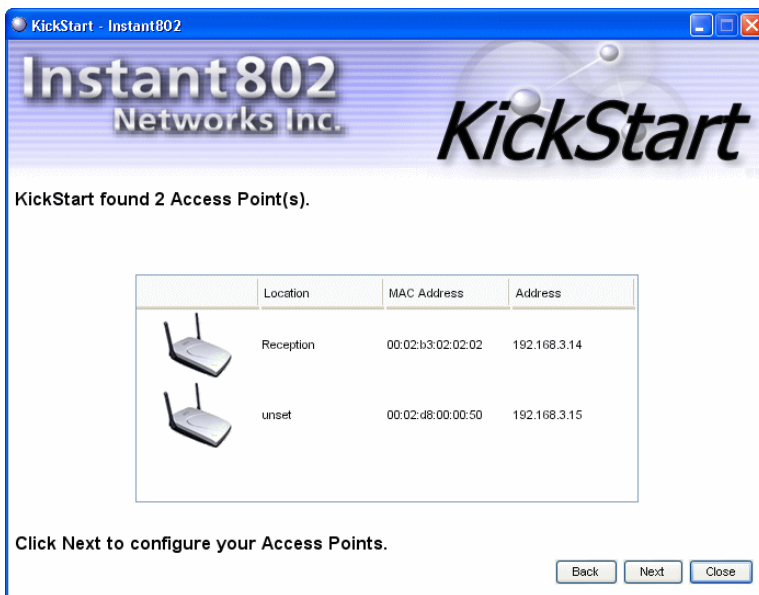 KickStart - Instant802
Instant802
Networks Inc.
KickStart
KickStart found 2 Access Point(s).
Location MAC Address Address
Reception 00:02:b3:02:02:02 192.168.3.14
unset 00:02:d8:00:00:50 192.168.3.15
Click Next to configure your Access Points.
Back Next Close